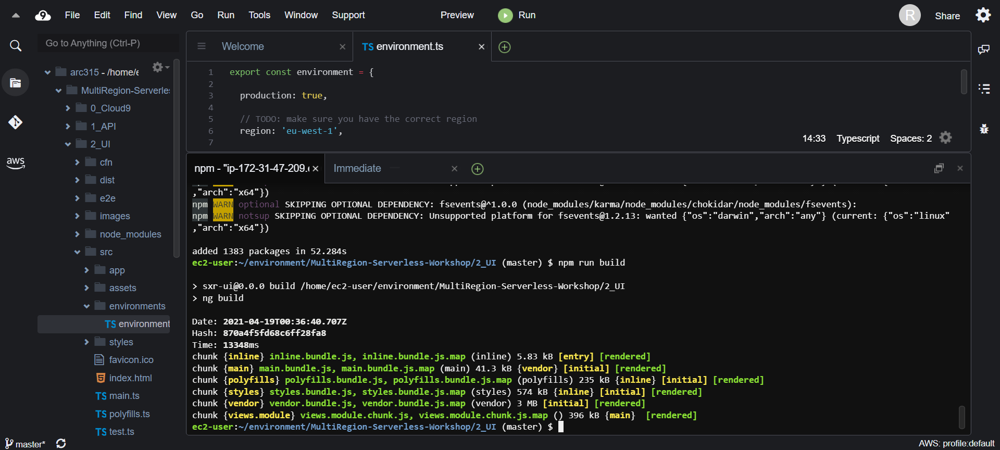 9 File Edit Find View Go Run Tools Window Support Preview Run R Share
Go to Anything (Ctrl-P)
arc315 - /home/e
MultiRegion-Serverles
0_Cloud9
1_API
2_UI
cfn
dist
e2e
images
node_modules
src
app
assets
environments
TS environment
styles
favicon.ico
5 index.html
TS main.ts
TS polyfills.ts
TS test.ts
aws
Welcome
TS environment.ts
1 export const environment = {
2
3 production: true,
4
5 // TODO: make sure you have the correct region
6 region: 'eu-west-1',
7
14:33 Typescript Spaces: 2
npm - "ip-172-31-47-209.
Immediate
,"arch":"x64"})
npm WARN optional SKIPPING OPTIONAL DEPENDENCY: fsevents@^1.0.0 (node_modules/karma/node_modules/chokidar/node_modules/fsevents):
npm WARN notsup SKIPPING OPTIONAL DEPENDENCY: Unsupported platform for fsevents@1.2.13: wanted {"os":"darwin","arch":"any"} (current: {"os":"linux"
,"arch":"x64"})
added 1383 packages in 52.284s
ec2-user:~/environment/MultiRegion-Serverless-Workshop/2_UI (master) $ npm run build
> sxr-ui@0.0.0 build /home/ec2-user/environment/MultiRegion-Serverless-Workshop/2_UI
> ng build
Date: 2021-04-19T00:36:40.707Z
Hash: 870a4f5fd68c6ff28fa8
Time: 13348ms
chunk {inline} inline.bundle.js, inline.bundle.js.map (inline) 5.83 kB [entry] [rendered]
chunk {main} main.bundle.js, main.bundle.js.map (main) 41.3 kB {vendor} [initial] [rendered]
chunk {polyfills} polyfills.bundle.js, polyfills.bundle.js.map (polyfills) 235 kB {inline} [initial] [rendered]
chunk {styles} styles.bundle.js, styles.bundle.js.map (styles) 574 kB {inline} [initial] [rendered]
chunk {vendor} vendor.bundle.js, vendor.bundle.js.map (vendor) 3 MB [initial] [rendered]
chunk {views.module} views.module.chunk.js, views.module.chunk.js.map () 396 kB {main} [rendered]
ec2-user:~/environment/MultiRegion-Serverless-Workshop/2_UI (master) $
master*
AWS: profile:default